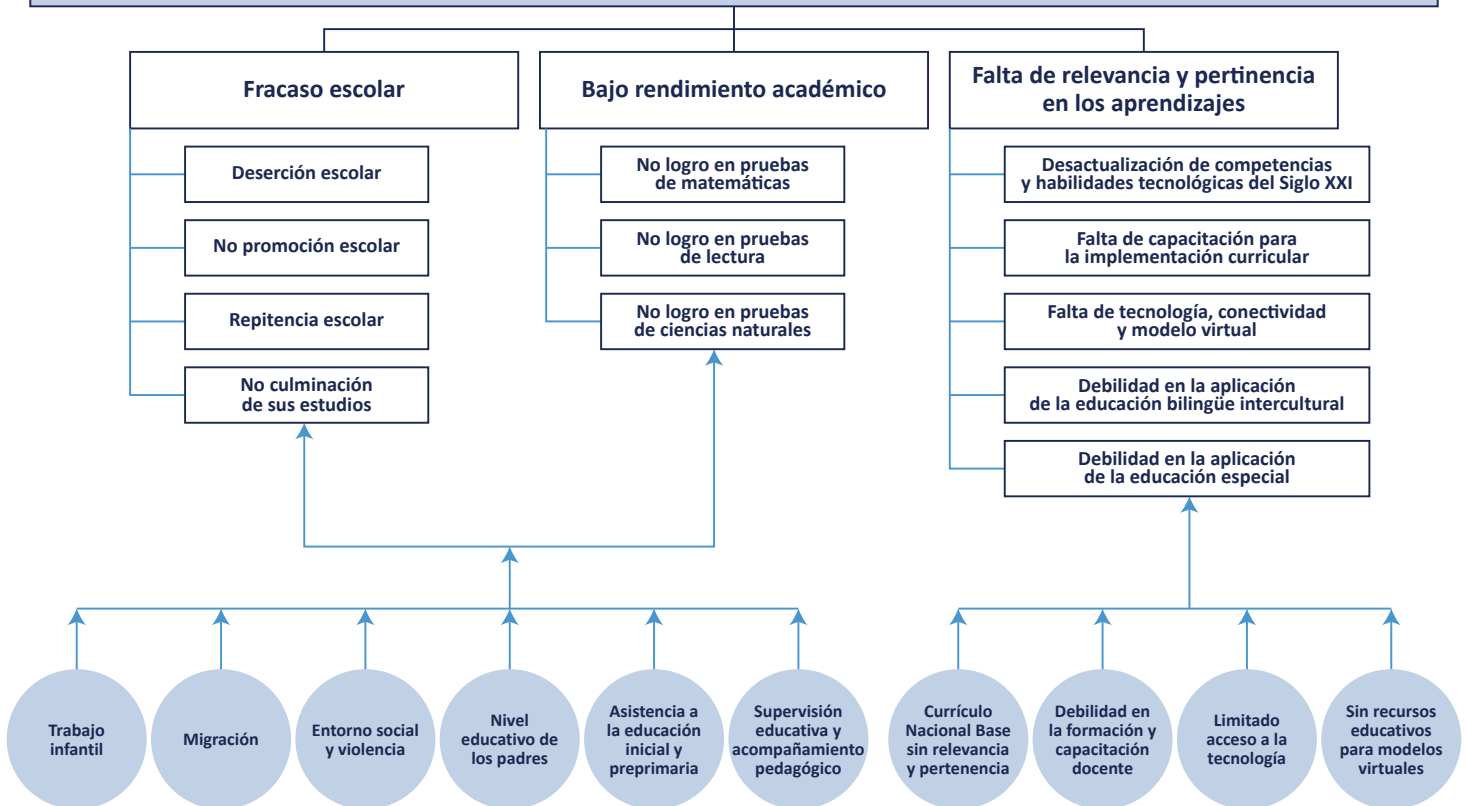 Fracaso escolar
Deserción escolar
No promoción escolar
Repitencia escolar
No culminación
de sus estudios
Bajo rendimiento académico
No logro en pruebas
de matemáticas
No logro en pruebas
de lectura
No logro en pruebas
de ciencias naturales
Falta de relevancia y pertinencia
en los aprendizajes
Desactualización de competencias
y habilidades tecnológicas del Siglo XXI
Falta de capacitación para
la implementación curricular
Falta de tecnología, conectividad
y modelo virtual
Debilidad en la aplicación
de la educación bilingüe intercultural
Debilidad en la aplicación
de la educación especial
Trabajo
infantil
Migración
Entorno social
y violencia
Nivel
educativo de
los padres
Asistencia a
la educación
inicial y
preprimaria
Supervisión
educativa y
acompañamiento
pedagógico
Currículo
Nacional Base
sin relevancia
y pertenencia
Debilidad en
la formación y
capacitación
docente
Limitado
acceso a la
tecnología
Sin recursos
educativos
para modelos
virtuales